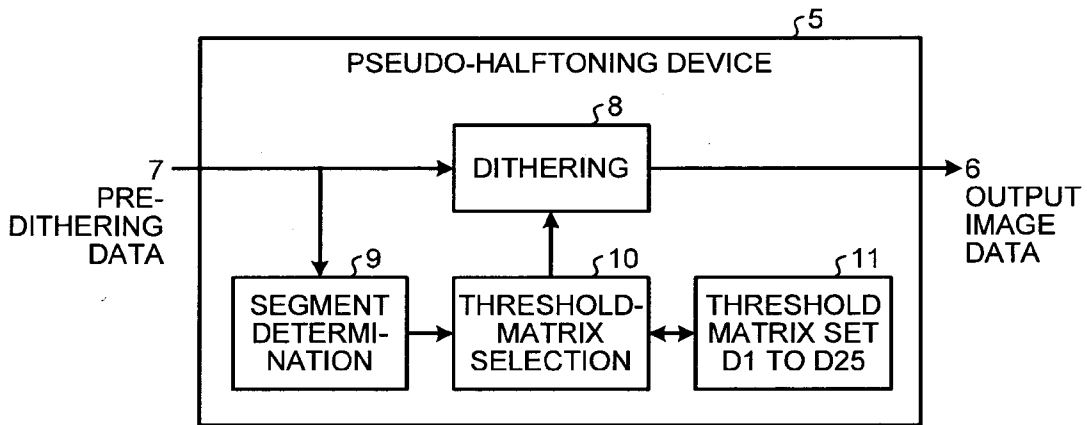 5
PSEUDO-HALFTONING DEVICE
8
DITHERING
7
PRE-
DITHERING
DATA
6
OUTPUT
IMAGE
DATA
9
SEGMENT
DETERMI-
NATION
10
THRESHOLD-
MATRIX
SELECTION
11
THRESHOLD
MATRIX SET
D1 TO D25